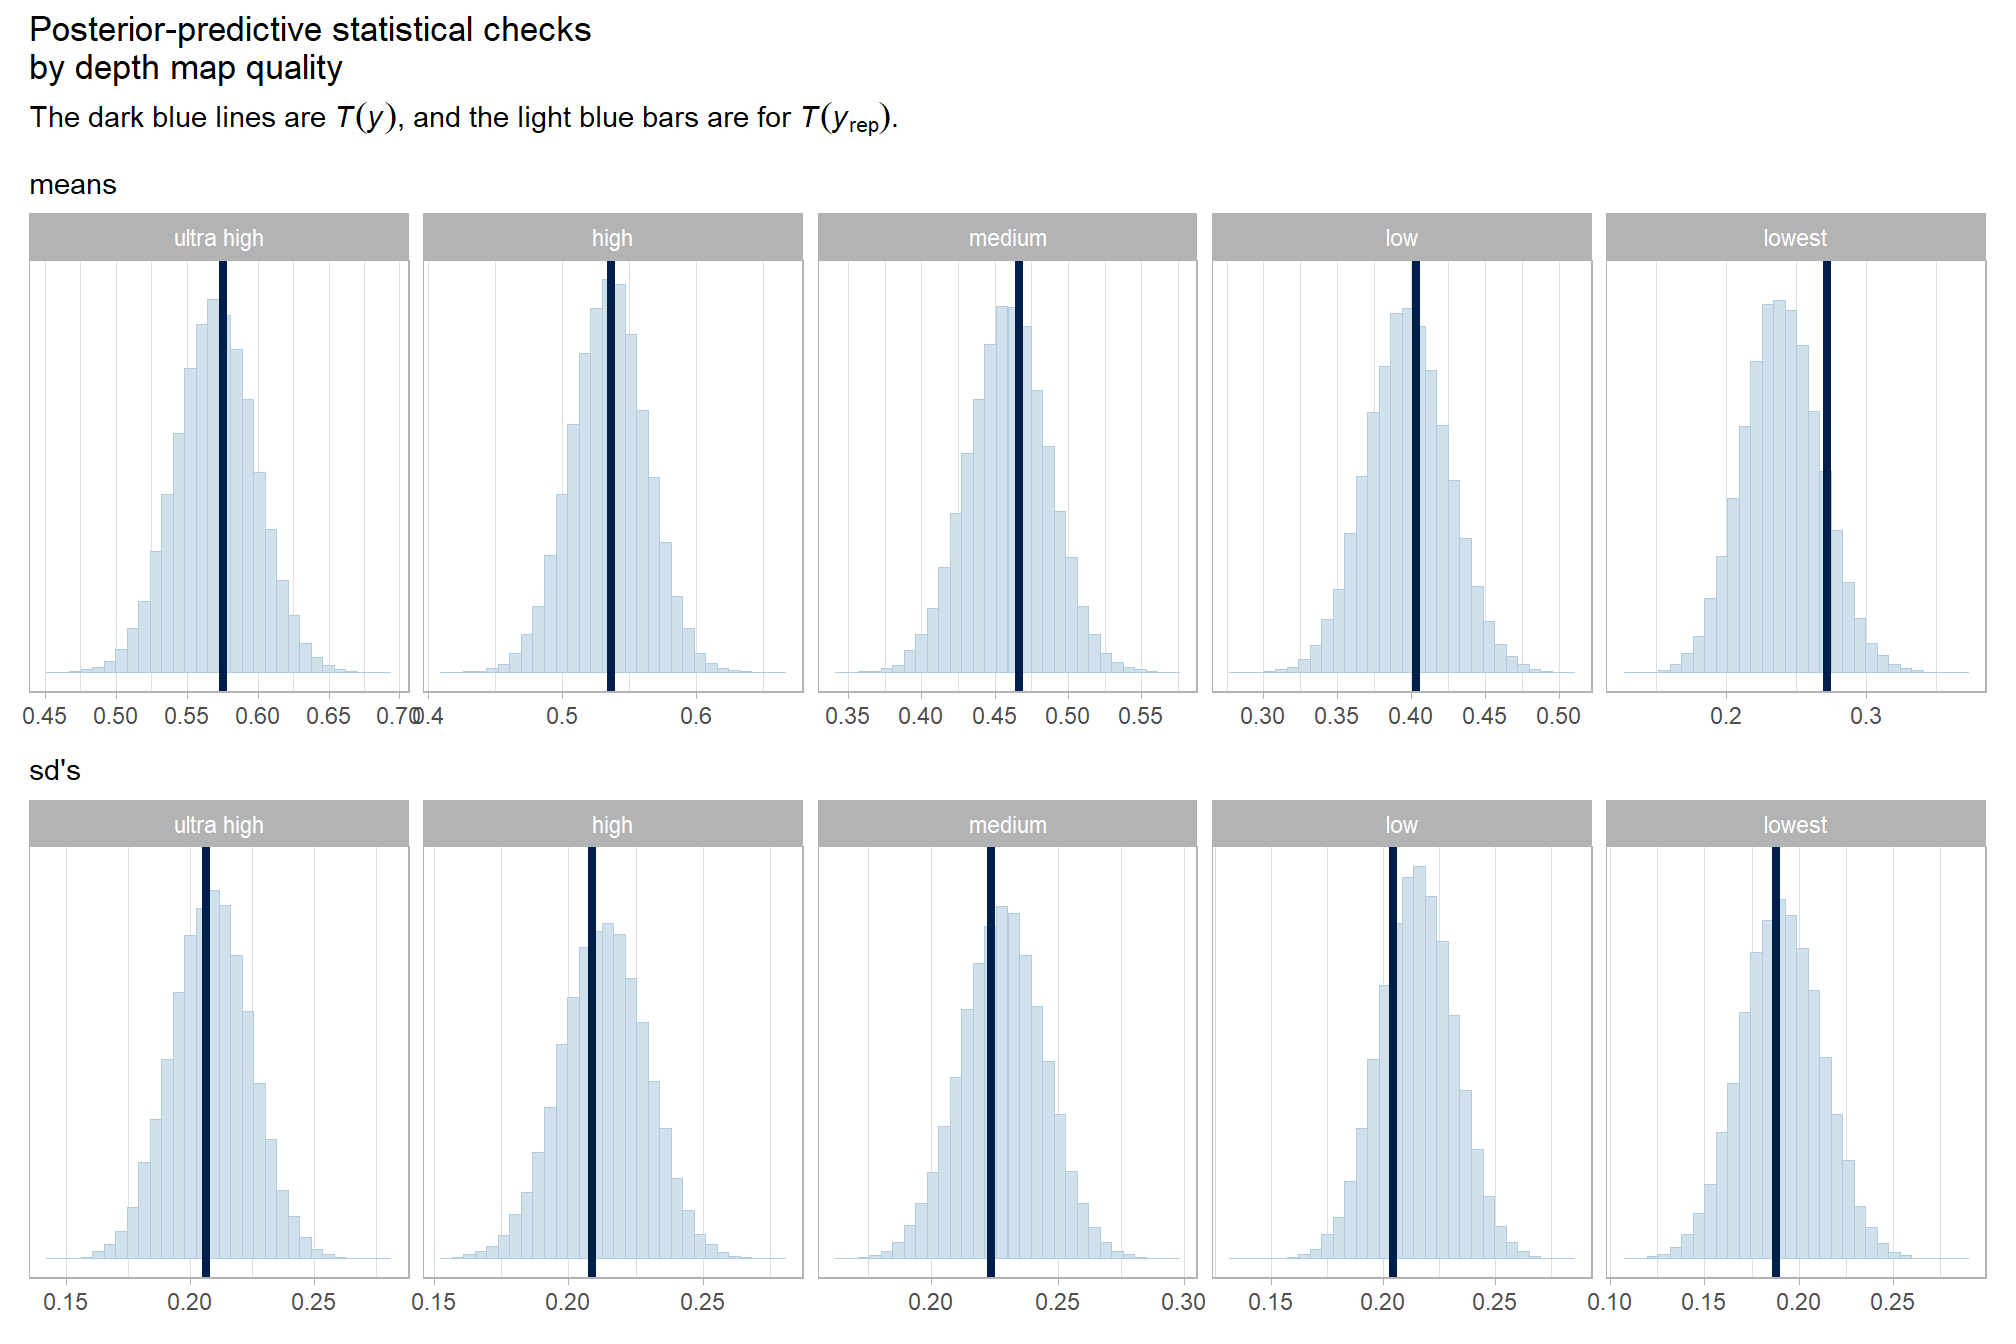 Posterior-predictive statistical checks
by depth map quality
The dark blue lines are T(y), and the light blue bars are for T(yrep).
means
ultra high high medium low lowest
0.45 0.50 0.55 0.60 0.65 0.70 0.4 0.5 0.6 0.35 0.40 0.45 0.50 0.55 0.30 0.35 0.40 0.45 0.50 0.2 0.3
sd's
ultra high high medium low lowest
0.15 0.20 0.25 0.15 0.20 0.25 0.20 0.25 0.30 0.15 0.20 0.25 0.10 0.15 0.20 0.25